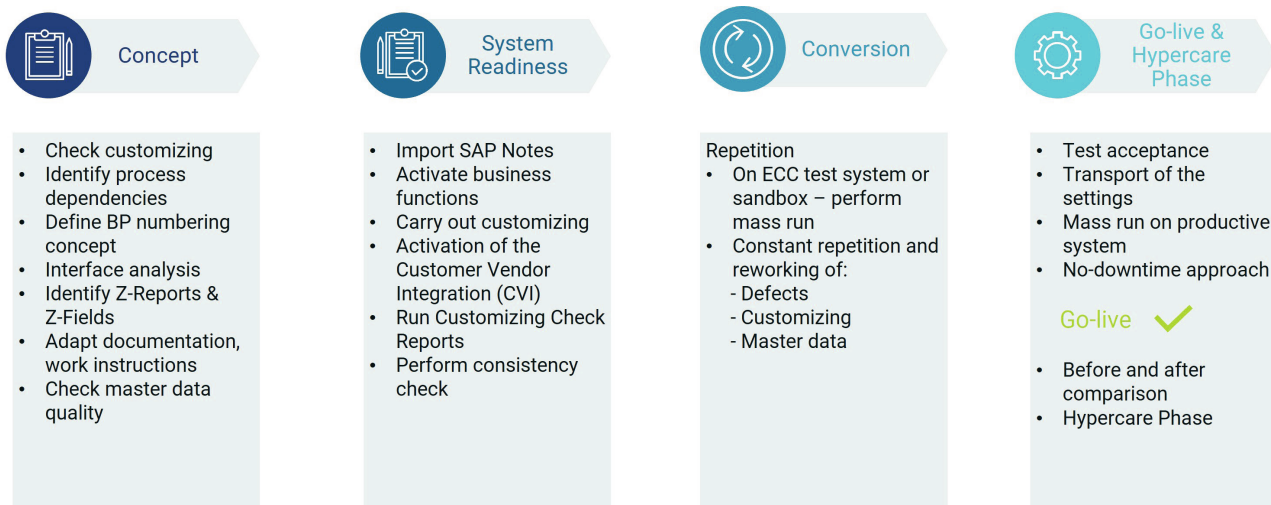 Concept
• Check customizing
• Identify process
dependencies
• Define BP numbering
concept
• Interface analysis
• Identify Z-Reports &
Z-Fields
• Adapt documentation,
work instructions
• Check master data
quality
System
Readiness
• Import SAP Notes
• Activate business
functions
• Carry out customizing
• Activation of the
Customer Vendor
Integration (CVI)
• Run Customizing Check
Reports
• Perform consistency
check
Conversion
Repetition
• On ECC test system or
sandbox – perform
mass run
• Constant repetition and
reworking of:
- Defects
- Customizing
- Master data
Go-live &
Hypercare
Phase
• Test acceptance
• Transport of the
settings
• Mass run on productive
system
• No-downtime approach
Go-live
• Before and after
comparison
• Hypercare Phase